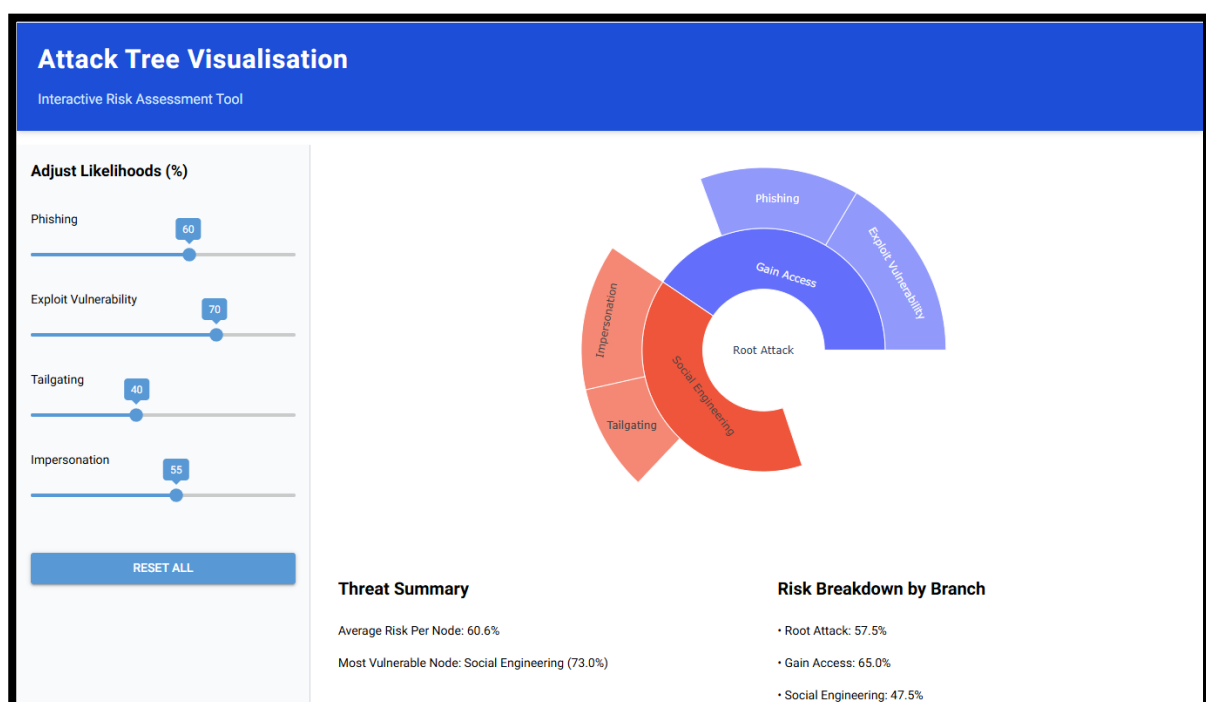 Attack Tree Visualisation
Interactive Risk Assessment Tool
Adjust Likelihoods (%)
Phishing
60
Exploit Vulnerability
70
Tailgating
40
Impersonation
55
RESET ALL
Phishing
Exploit Vulnerability
Gain Access
Impersonation
Root Attack
Social Engineering
Tailgating
Threat Summary
Average Risk Per Node: 60.6%
Most Vulnerable Node: Social Engineering (73.0%)
Risk Breakdown by Branch
• Root Attack: 57.5%
• Gain Access: 65.0%
• Social Engineering: 47.5%